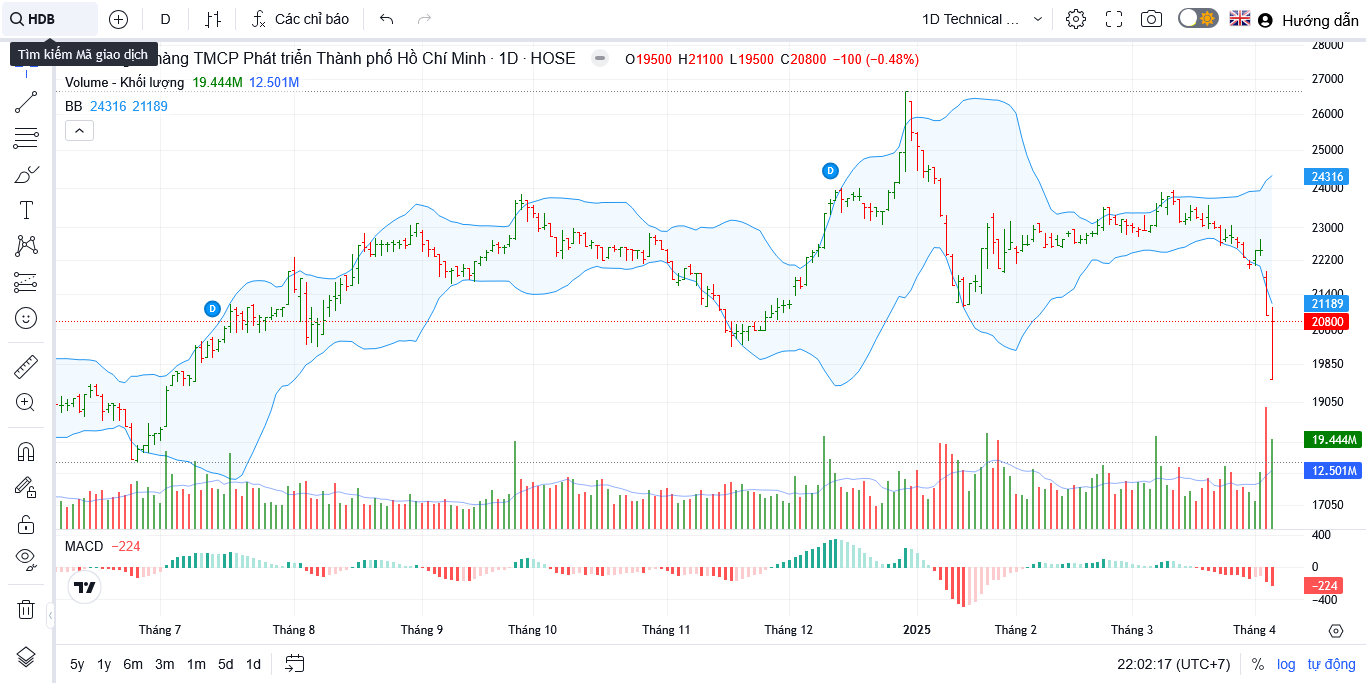 HDB
D
Các chỉ báo
1D Technical ...
Hướng dẫn
Tìm kiếm Mã giao dịch
hàng TMCP Phát triển Thành phố Hồ Chí Minh · 1D · HOSE
O19500 H21100 L19500 C20800 −100 (−0.48%)
Volume - Khối lượng 19.444M 12.501M
BB 24316 21189
D
D
28000
27000
26000
25000
24316
24000
23000
22200
21400
21189
20800
20600
19850
19050
19.444M
12.501M
17050
MACD −224
400
0
−224
−400
Tháng 7
Tháng 8
Tháng 9
Tháng 10
Tháng 11
Tháng 12
2025
Tháng 2
Tháng 3
Tháng 4
5y 1y 6m 3m 1m 5d 1d
22:02:17 (UTC+7)
% log tự động